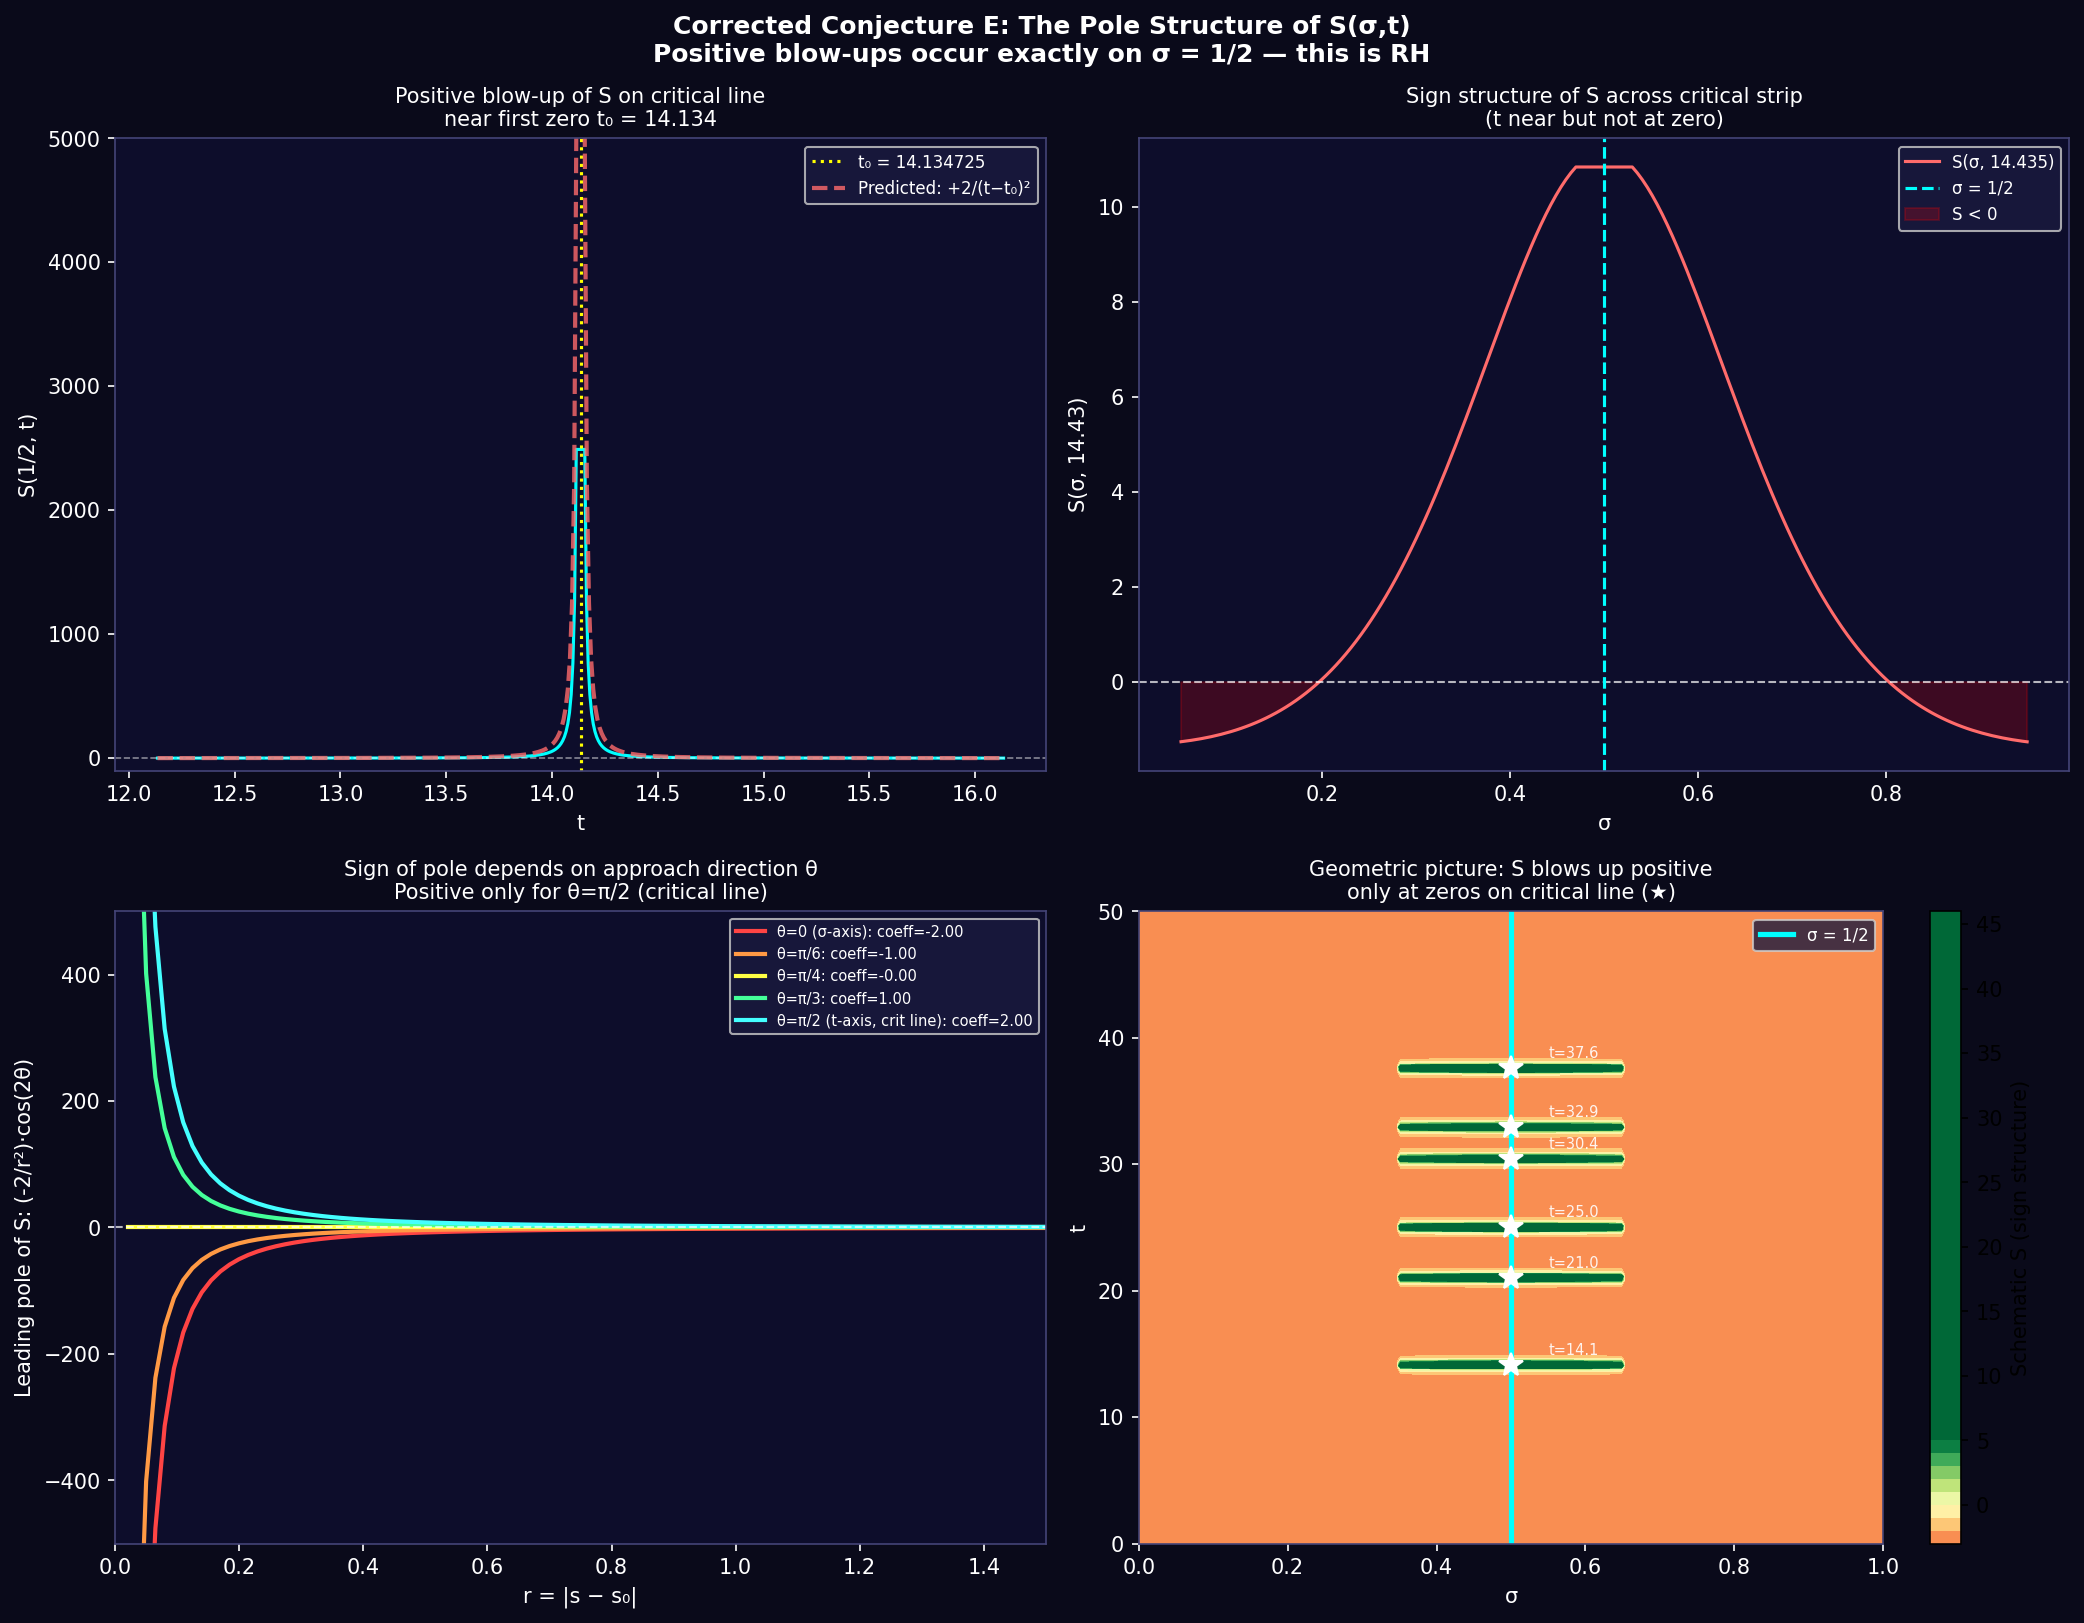 Corrected Conjecture E: The Pole Structure of S(σ,t)
Positive blow-ups occur exactly on σ = 1/2 — this is RH
Positive blow-up of S on critical line
near first zero t₀ = 14.134
5000
4000
3000
2000
1000
0
S(1/2, t)
t₀ = 14.134725
Predicted: +2/(t−t₀)²
12.0 12.5 13.0 13.5 14.0 14.5 15.0 15.5 16.0
t
Sign structure of S across critical strip
(t near but not at zero)
10
8
6
4
2
0
S(σ, 14.43)
S(σ, 14.435)
σ = 1/2
S < 0
0.2 0.4 0.6 0.8
σ
Sign of pole depends on approach direction θ
Positive only for θ=π/2 (critical line)
400
200
0
−200
−400
Leading pole of S: (-2/r²)·cos(2θ)
θ=0 (σ-axis): coeff=-2.00
θ=π/6: coeff=-1.00
θ=π/4: coeff=-0.00
θ=π/3: coeff=1.00
θ=π/2 (t-axis, crit line): coeff=2.00
0.0 0.2 0.4 0.6 0.8 1.0 1.2 1.4
r = |s − s₀|
Geometric picture: S blows up positive
only at zeros on critical line (★)
50
40
30
20
10
0
t
σ = 1/2
t=37.6
t=32.9
t=30.4
t=25.0
t=21.0
t=14.1
0.0 0.2 0.4 0.6 0.8 1.0
σ
45
40
35
30
25
20
15
10
5
0
Schematic S (sign structure)